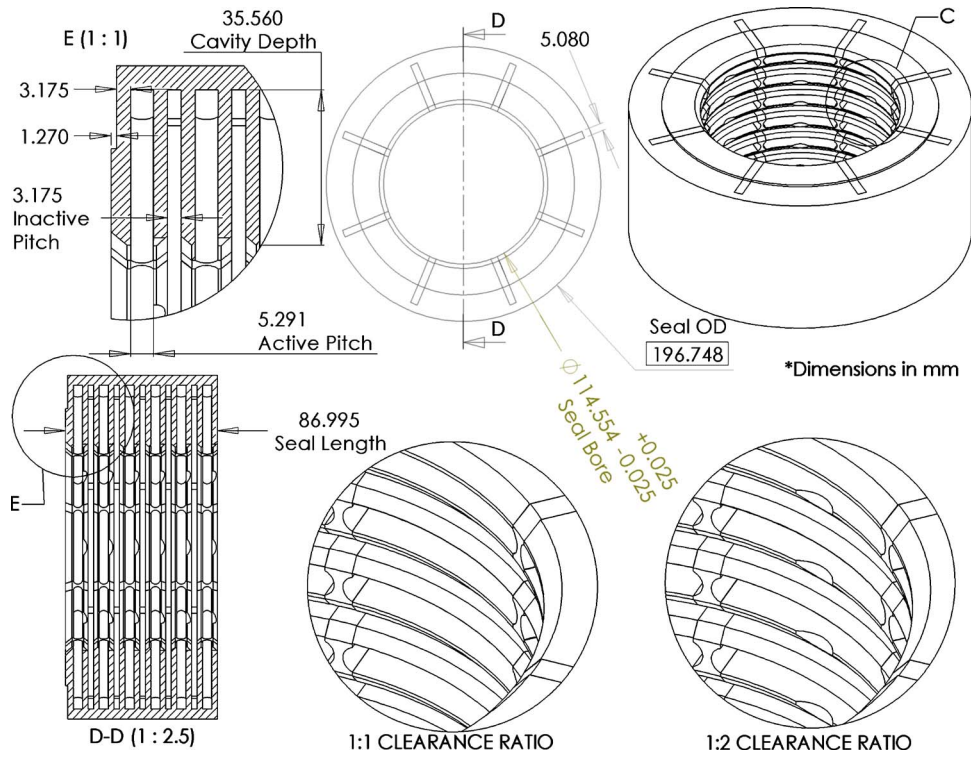 E (1 : 1)
35.560
Cavity Depth
3.175
1.270
3.175
Inactive
Pitch
5.291
Active Pitch
D
5.080
D
C
Seal OD
196.748
*Dimensions in mm
∅114.554 +0.025 -0.025
Seal Bore
86.995
Seal Length
E
D-D (1 : 2.5)
1:1 CLEARANCE RATIO
1:2 CLEARANCE RATIO